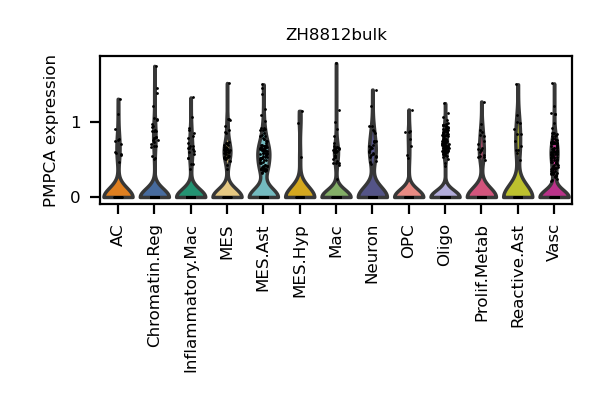 ZH8812bulk
PMPCA expression
1
0
AC
Chromatin.Reg
Inflammatory.Mac
MES
MES.Ast
MES.Hyp
Mac
Neuron
OPC
Oligo
Prolif.Metab
Reactive.Ast
Vasc